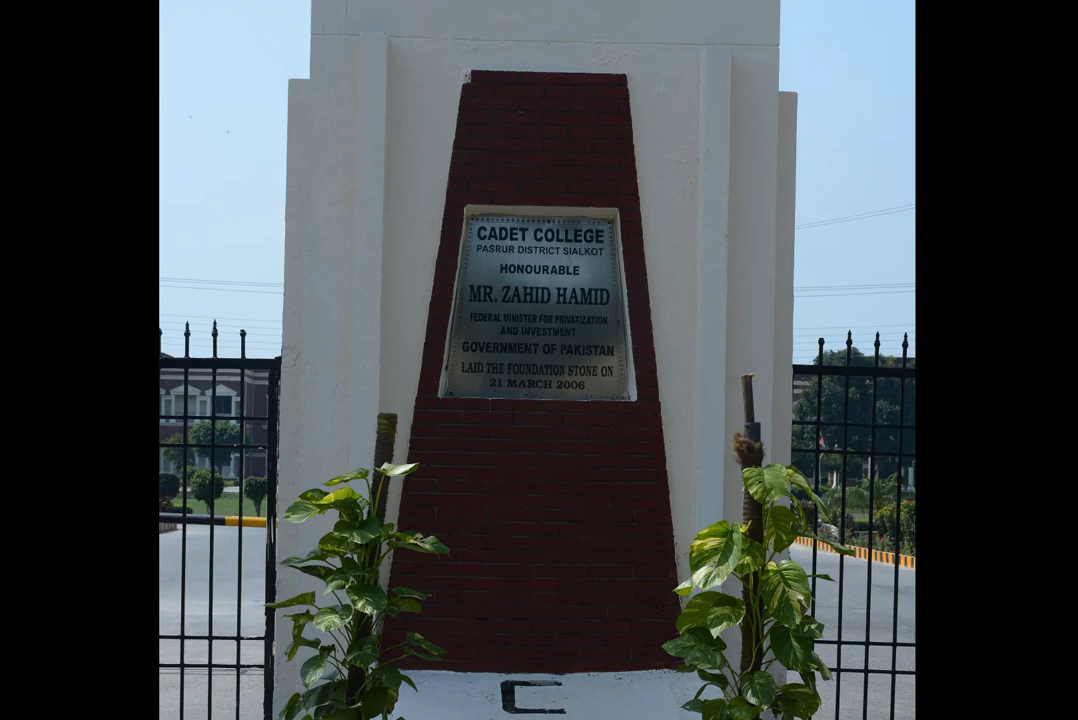 CADET COLLEGE
PASRUR DISTRICT SIALKOT
HONOURABLE
MR. ZAHID HAMID
FEDERAL MINISTER FOR PRIVATIZATION
AND INVESTMENT
GOVERNMENT OF PAKISTAN
LAID THE FOUNDATION STONE ON
21 MARCH 2006
C